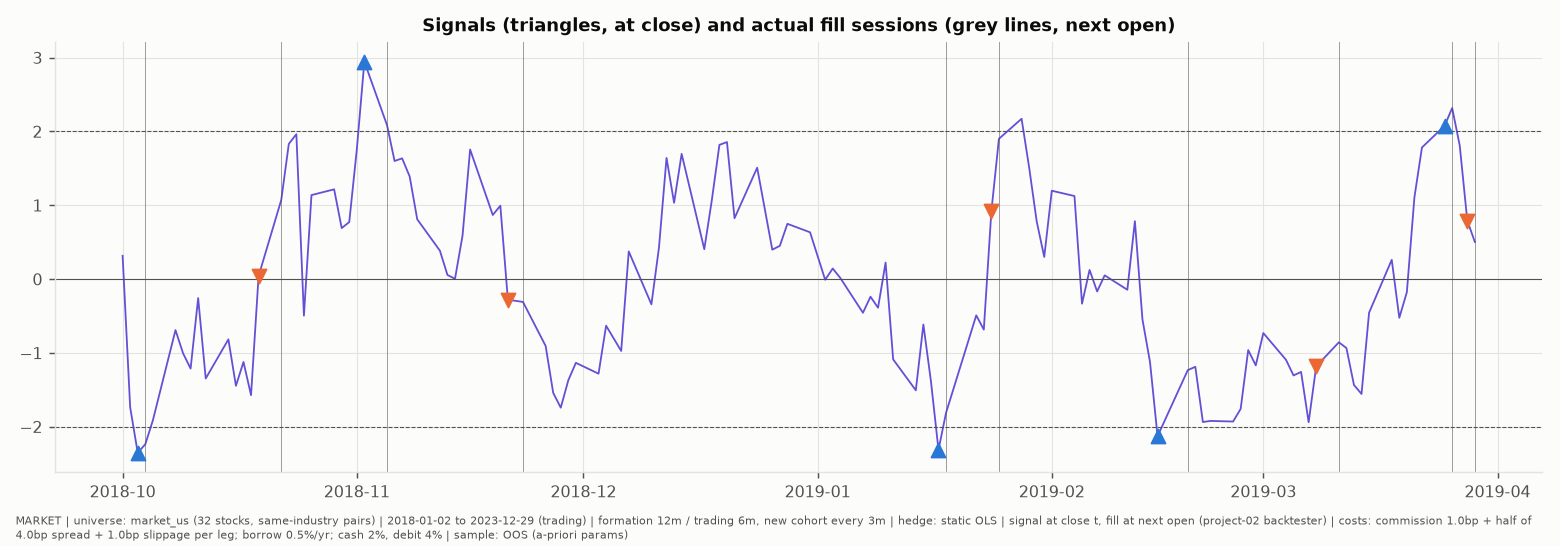 Signals (triangles, at close) and actual fill sessions (grey lines, next open)
3
2
1
0
−1
−2
2018-10 2018-11 2018-12 2019-01 2019-02 2019-03 2019-04
MARKET | universe: market_us (32 stocks, same-industry pairs) | 2018-01-02 to 2023-12-29 (trading) | formation 12m / trading 6m, new cohort every 3m | hedge: static OLS | signal at close t, fill at next open (project-02 backtester) | costs: commission 1.0bp + half of
4.0bp spread + 1.0bp slippage per leg; borrow 0.5%/yr; cash 2%, debit 4% | sample: OOS (a-priori params)